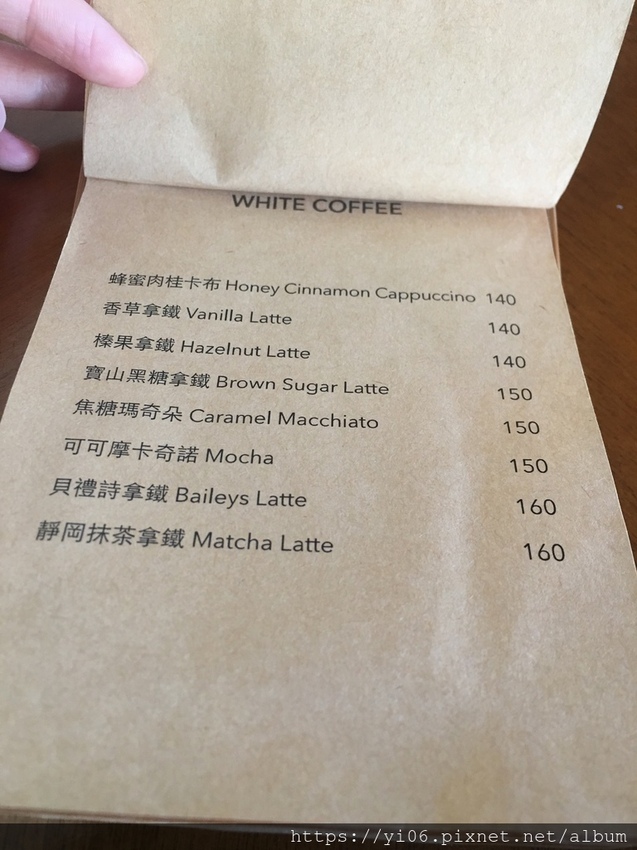 WHITE COFFEE
蜂蜜肉桂卡布 Honey Cinnamon Cappuccino 140
香草拿鐵 Vanilla Latte 140
榛果拿鐵 Hazelnut Latte 140
寶山黑糖拿鐵 Brown Sugar Latte 150
焦糖瑪奇朵 Caramel Macchiato 150
可可摩卡奇諾 Mocha 150
貝禮詩拿鐵 Baileys Latte 160
靜岡抹茶拿鐵 Matcha Latte 160
https://yi06.pixnet.net/album